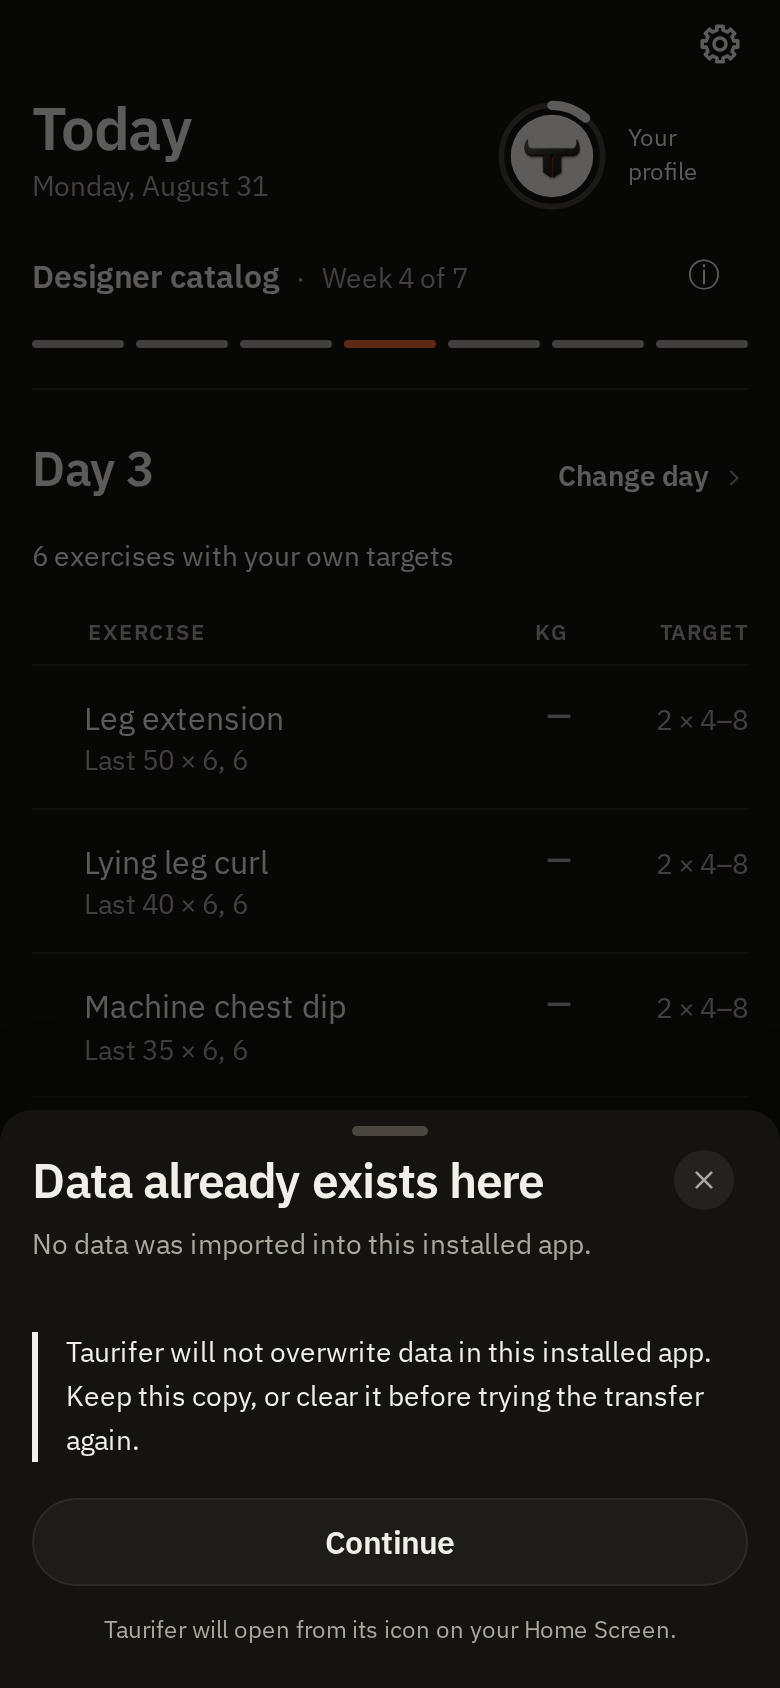 Today
Monday, August 31
Your
profile
Designer catalog · Week 4 of 7
Day 3
Change day
6 exercises with your own targets
EXERCISE KG TARGET
Leg extension — 2 × 4–8
Last 50 × 6, 6
Lying leg curl — 2 × 4–8
Last 40 × 6, 6
Machine chest dip — 2 × 4–8
Last 35 × 6, 6
Data already exists here
No data was imported into this installed app.
Taurifer will not overwrite data in this installed app.
Keep this copy, or clear it before trying the transfer
again.
Continue
Taurifer will open from its icon on your Home Screen.